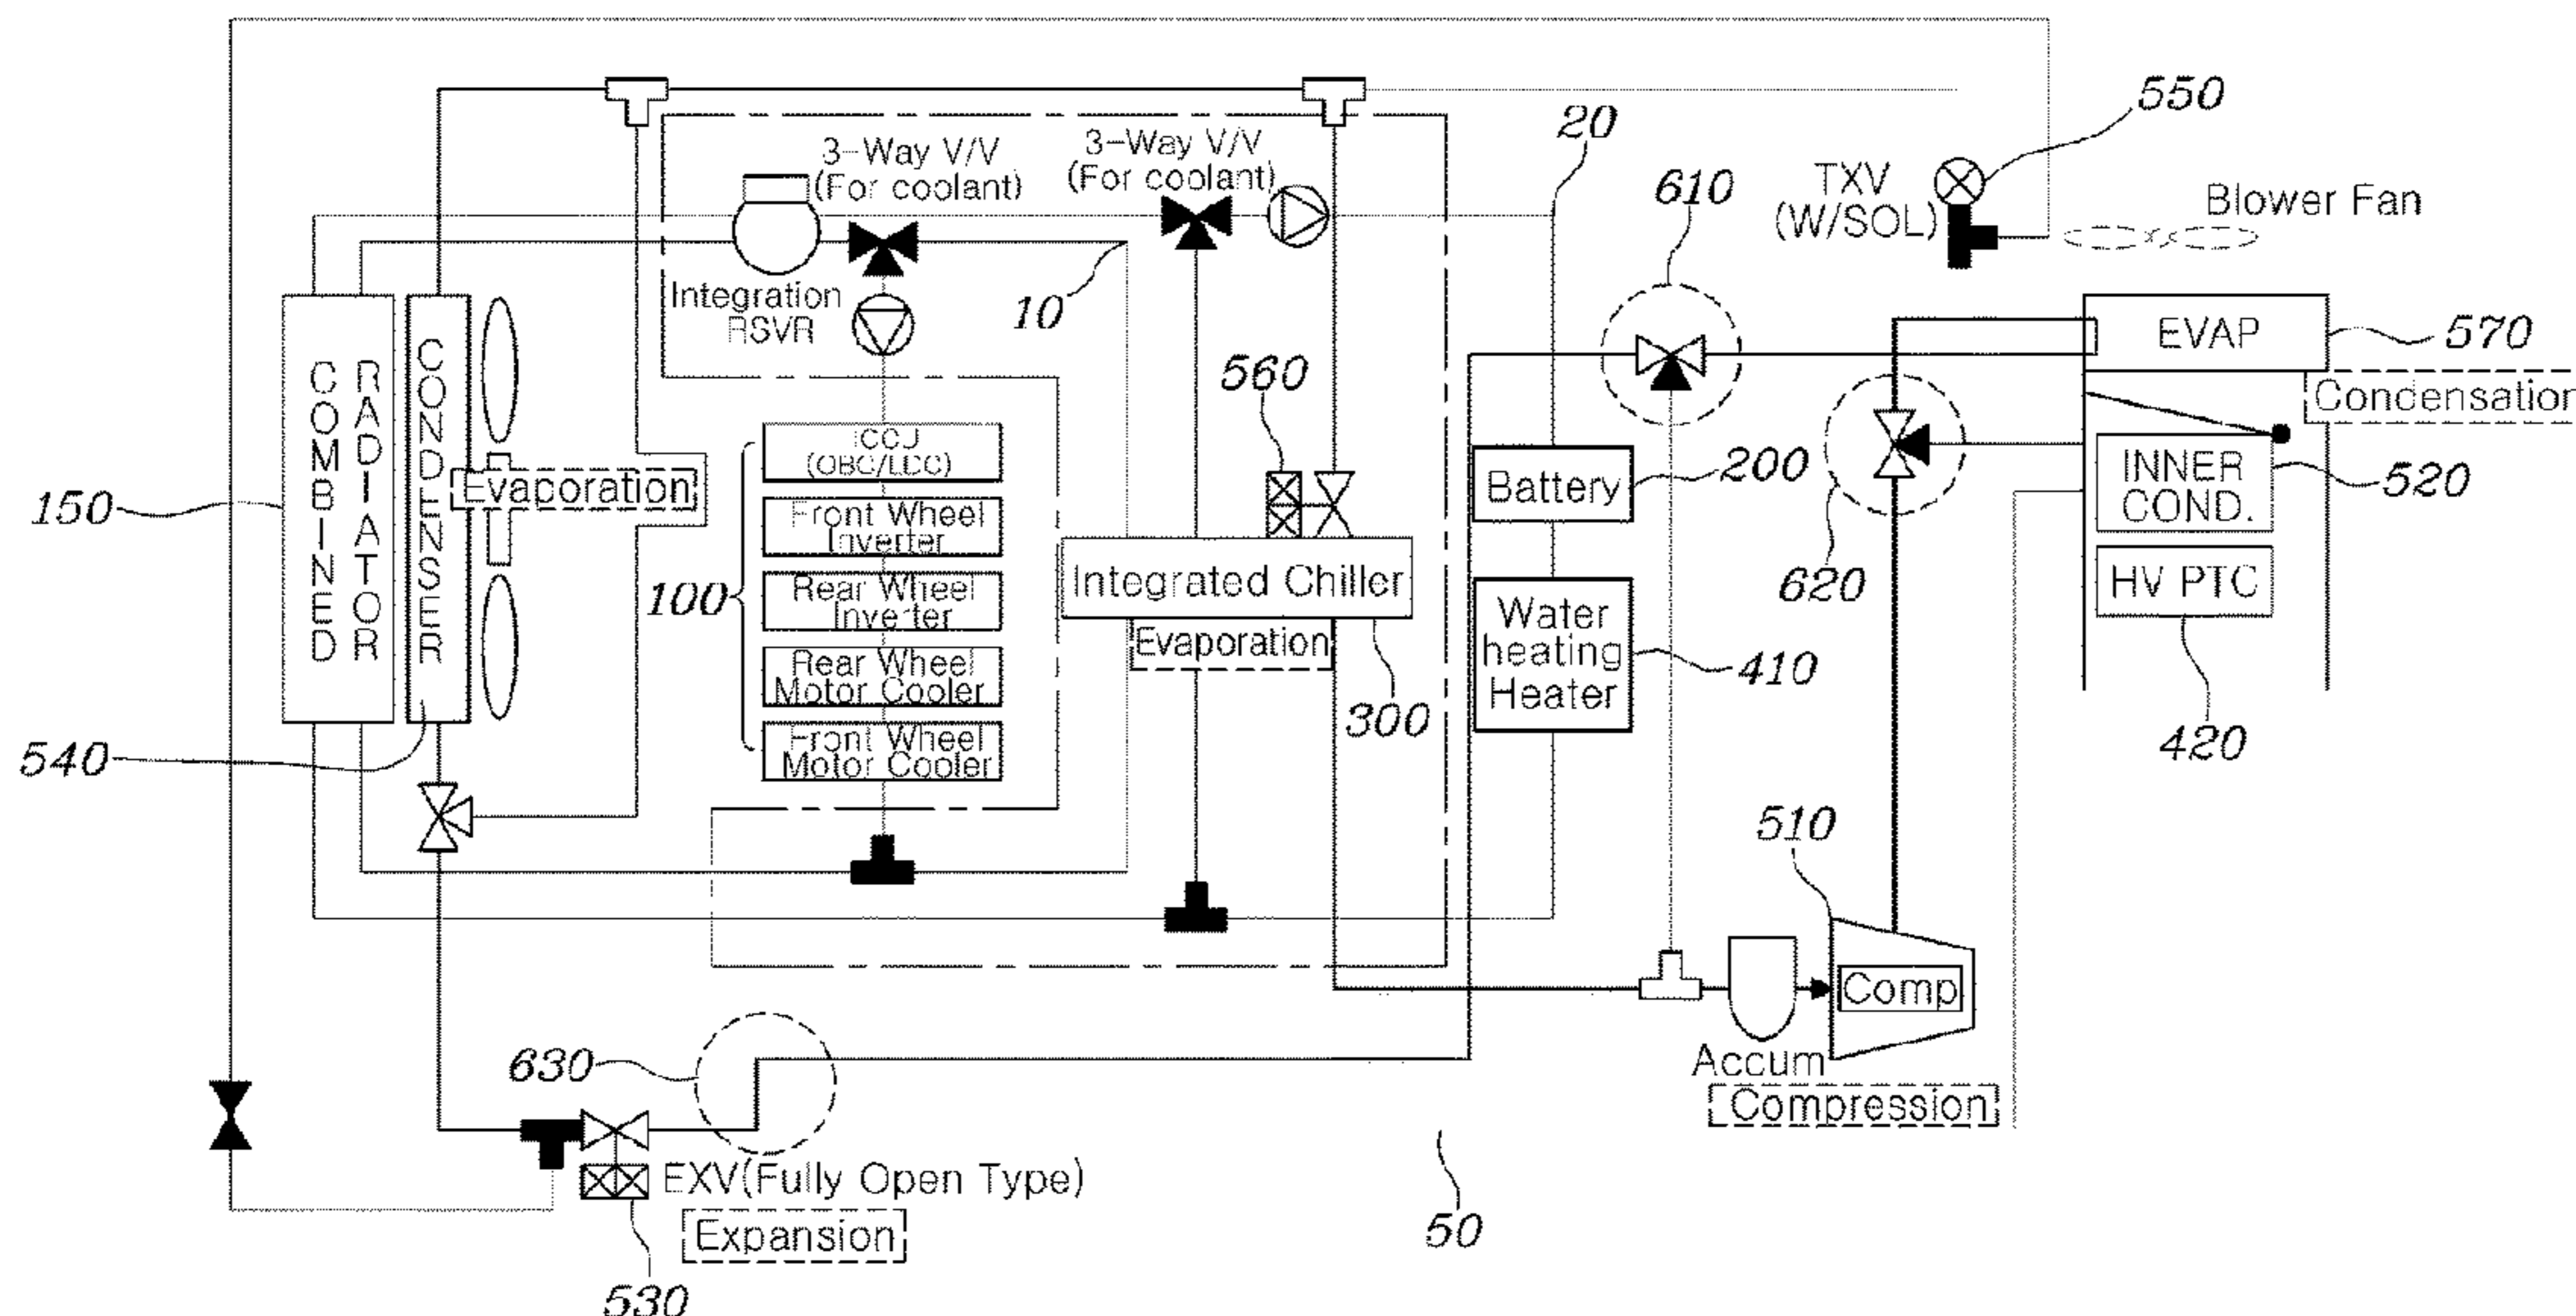 550
20
3-Way V/V
(For coolant)
3-Way V/V
(For coolant)
TXV
(W/SOL)
610
Blower Fan
Integration
RSVR
10
EVAP
570
Condensation
COMBINED
RADIATOR
CONDENSER
560
ICCU
(OBC/LDC)
Evaporation
Battery
200
INNER
COND.
520
150
Front Wheel
Inverter
620
100
Rear Wheel
Inverter
Integrated Chiller
HV PTC
Evaporation
Water
heating
Heater
410
Rear Wheel
Motor Cooler
300
420
Front Wheel
Motor Cooler
540
510
Comp
630
Accum
Compression
EXV(Fully Open Type)
50
Expansion
530